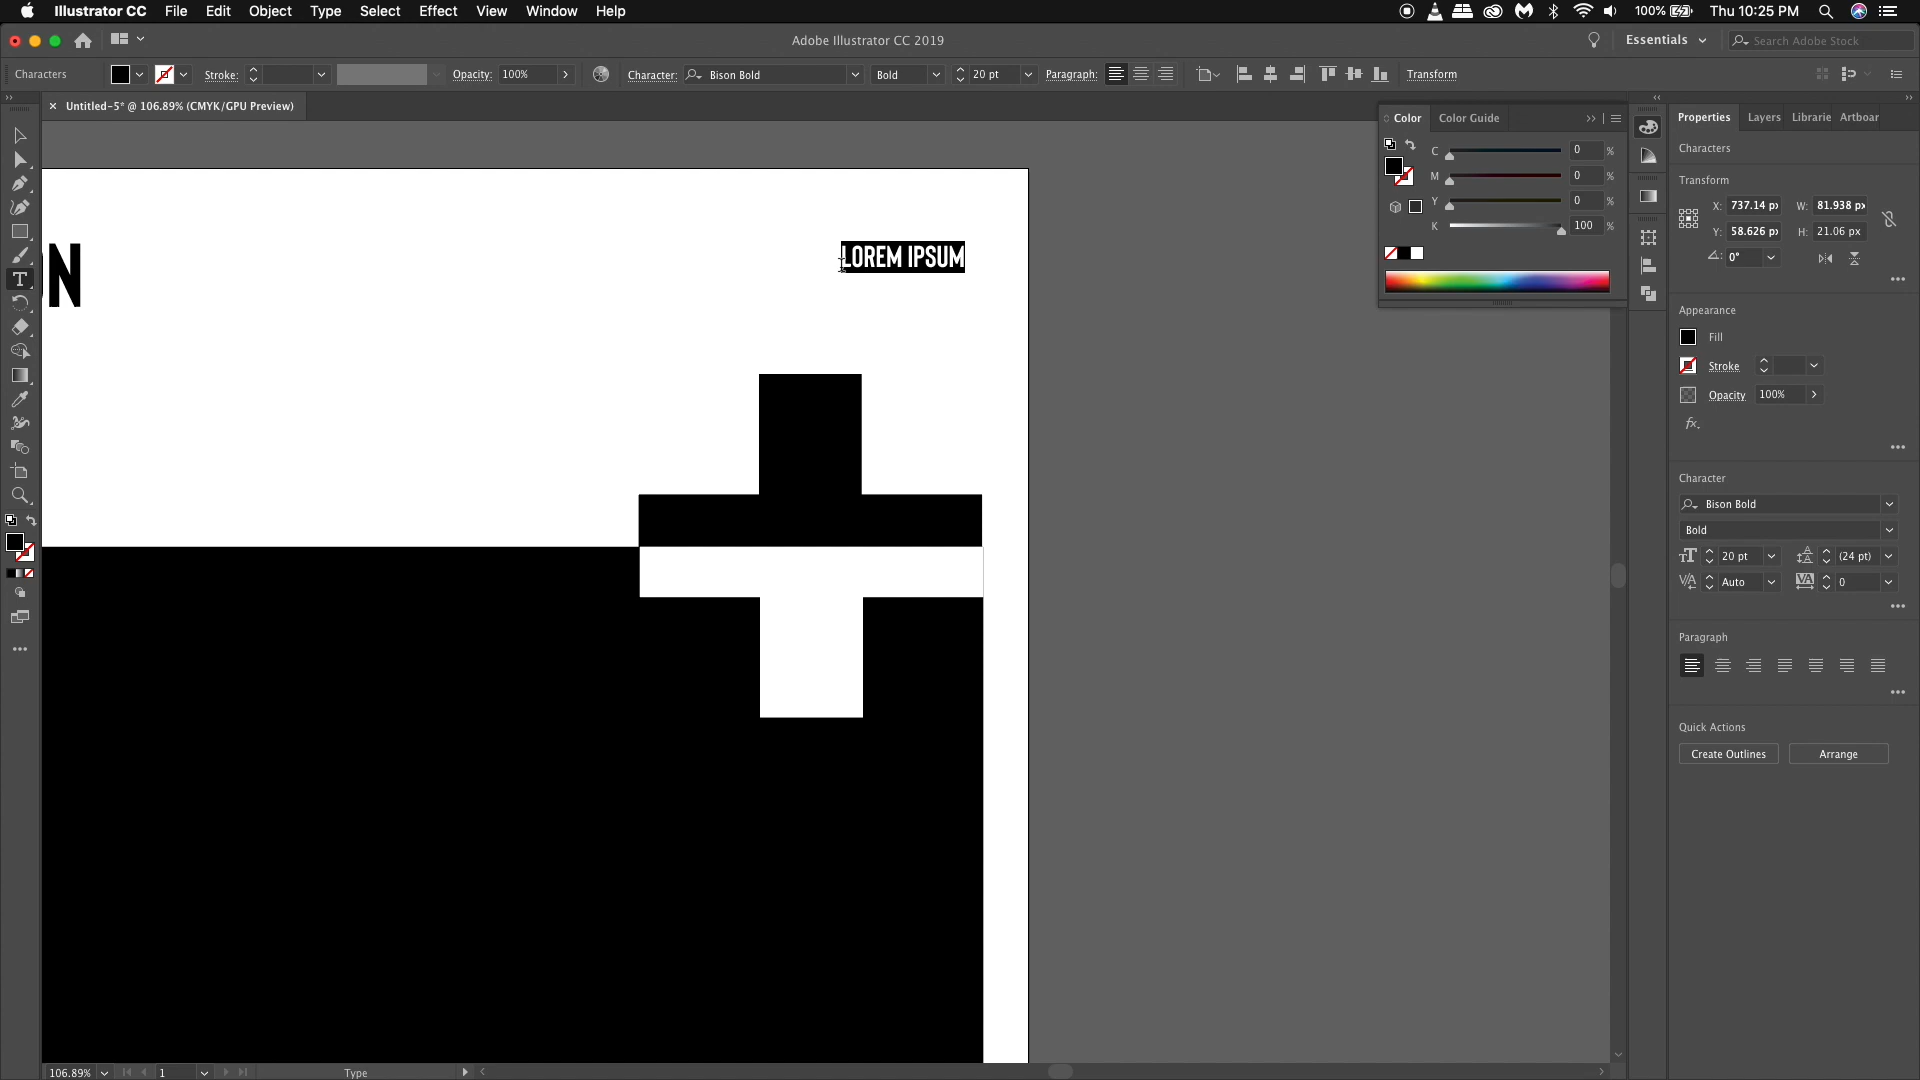 Illustrator CC File Edit Object Type Select Effect View Window Help 100% Thu 10:25 PM
Adobe Illustrator CC 2019 Essentials Search Adobe Stock
Characters Stroke: Opacity: 100% Character: Bison Bold Bold 20 pt Paragraph: Transform
× Untitled-5* @ 106.89% (CMYK/GPU Preview)
Color Color Guide
C 0 %
M 0 %
Y 0 %
K 100 %
Properties Layers Librarie Artboar
Characters
Transform
X: 737.14 px W: 81.938 px
Y: 58.626 px H: 21.06 px
0°
Appearance
Fill
Stroke
Opacity 100%
fx.
Character
Bison Bold
Bold
20 pt (24 pt)
Auto 0
Paragraph
Quick Actions
Create Outlines Arrange
LOREM IPSUM
N
106.89% 1 Type